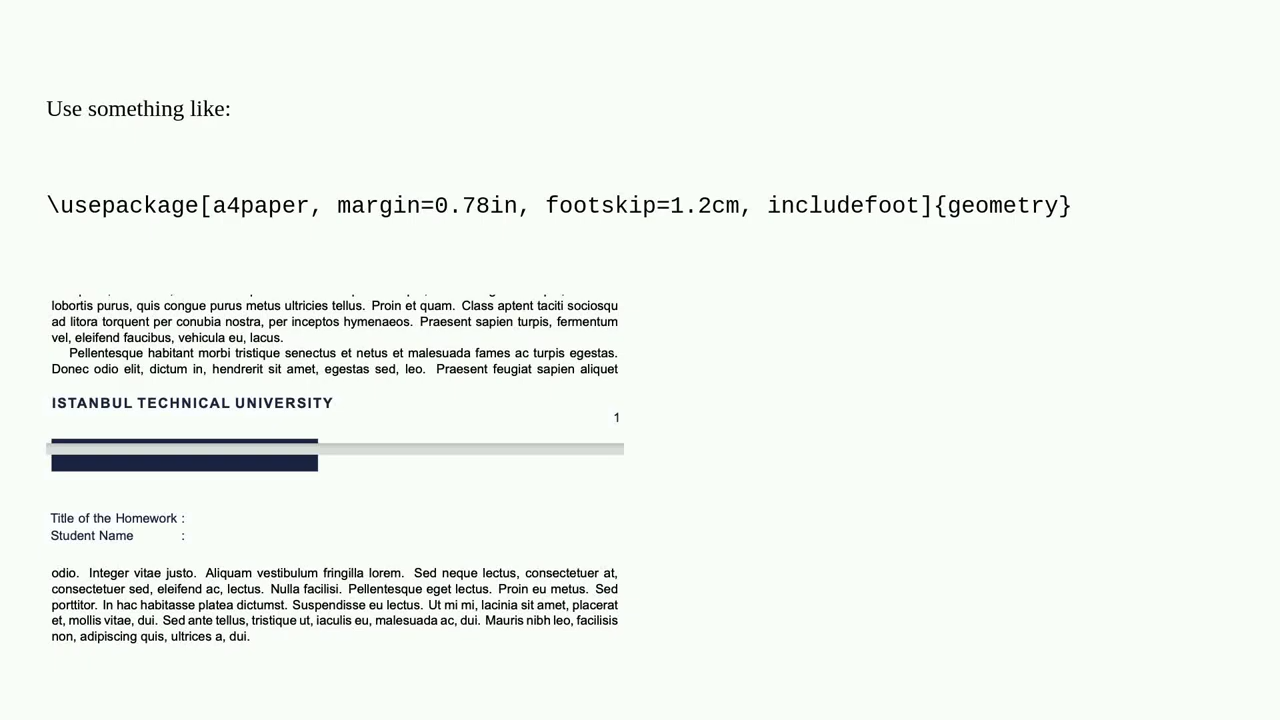 Use something like:
\usepackage[a4paper, margin=0.78in, footskip=1.2cm, includefoot]{geometry}
lobortis purus, quis congue purus metus ultricies tellus. Proin et quam. Class aptent taciti sociosqu
ad litora torquent per conubia nostra, per inceptos hymenaeos. Praesent sapien turpis, fermentum
vel, eleifend faucibus, vehicula eu, lacus.
Pellentesque habitant morbi tristique senectus et netus et malesuada fames ac turpis egestas.
Donec odio elit, dictum in, hendrerit sit amet, egestas sed, leo. Praesent feugiat sapien aliquet
ISTANBUL TECHNICAL UNIVERSITY
1
Title of the Homework :
Student Name :
odio. Integer vitae justo. Aliquam vestibulum fringilla lorem. Sed neque lectus, consectetuer at,
consectetuer sed, eleifend ac, lectus. Nulla facilisi. Pellentesque eget lectus. Proin eu metus. Sed
porttitor. In hac habitasse platea dictumst. Suspendisse eu lectus. Ut mi mi, lacinia sit amet, placerat
et, mollis vitae, dui. Sed ante tellus, tristique ut, iaculis eu, malesuada ac, dui. Mauris nibh leo, facilisis
non, adipiscing quis, ultrices a, dui.